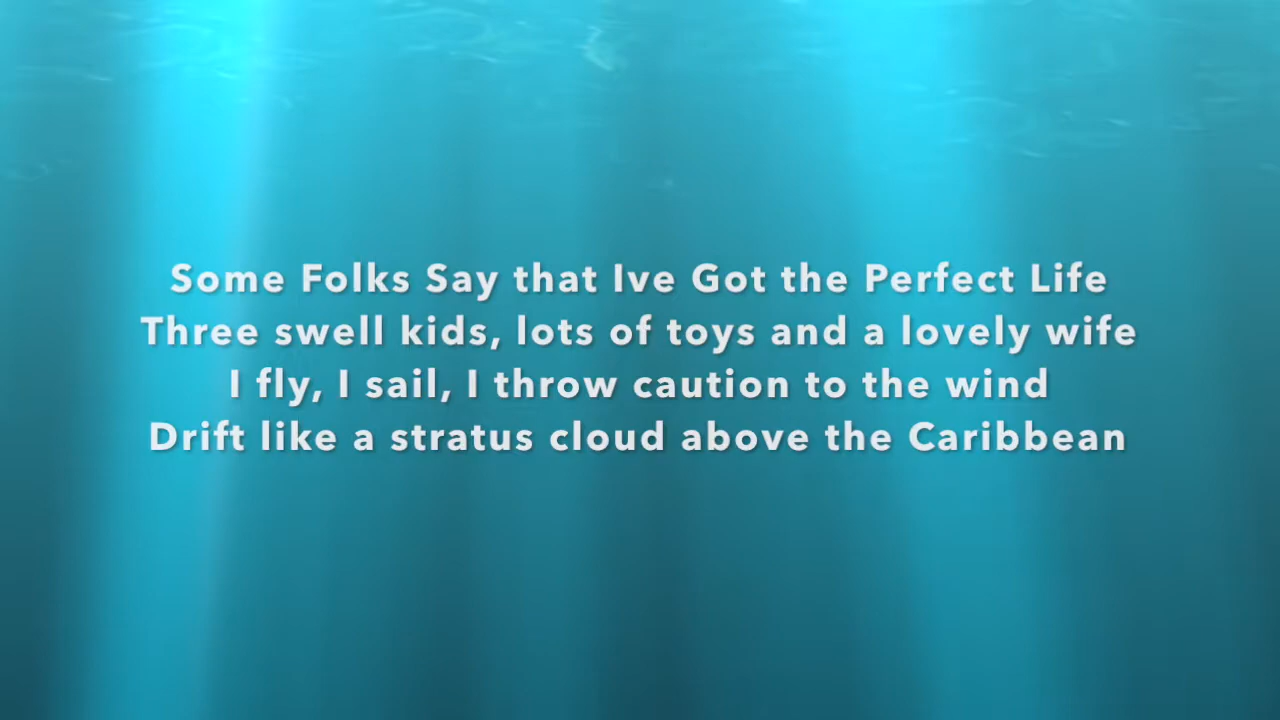 Some Folks Say that Ive Got the Perfect Life
Three swell kids, lots of toys and a lovely wife
I fly, I sail, I throw caution to the wind
Drift like a stratus cloud above the Caribbean